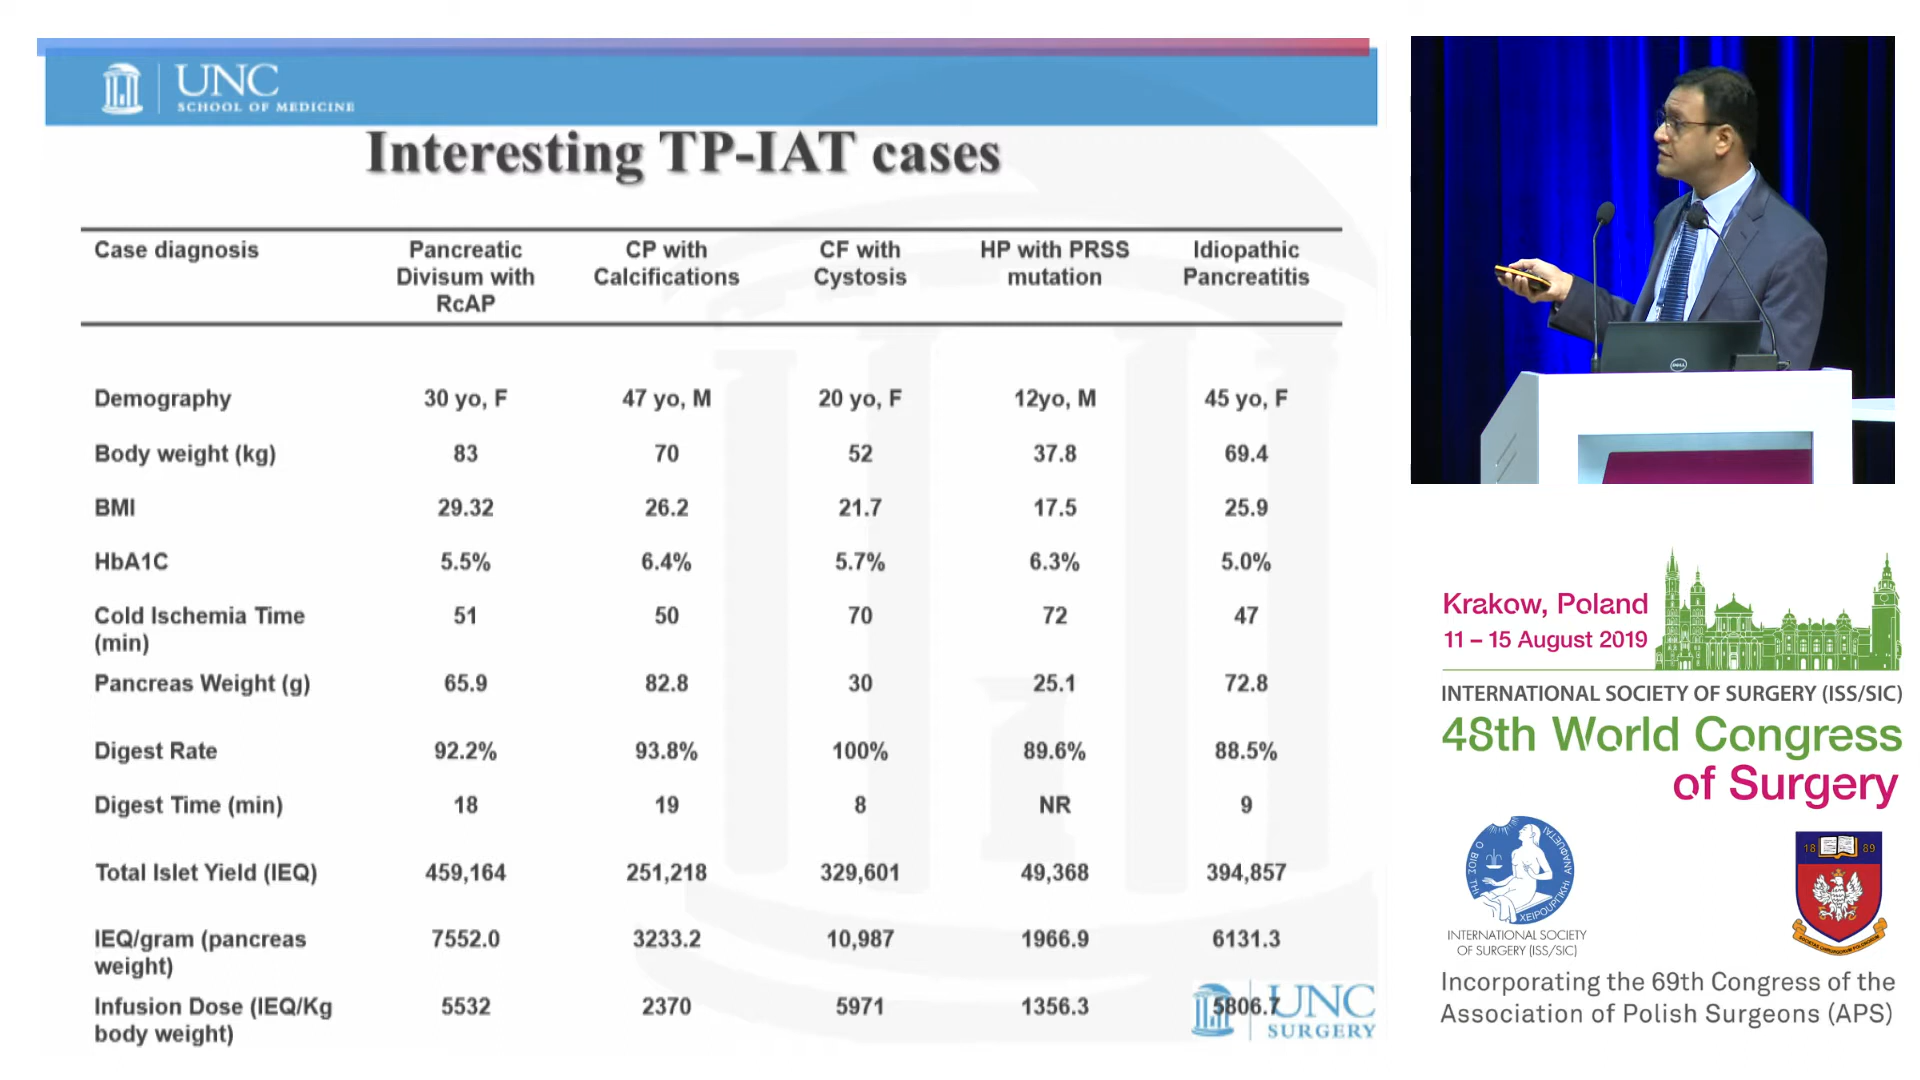 UNC
SCHOOL OF MEDICINE
Interesting TP-IAT cases
Case diagnosis Pancreatic Divisum with RcAP CP with Calcifications CF with Cystosis HP with PRSS mutation Idiopathic Pancreatitis
Demography 30 yo, F 47 yo, M 20 yo, F 12yo, M 45 yo, F
Body weight (kg) 83 70 52 37.8 69.4
BMI 29.32 26.2 21.7 17.5 25.9
HbA1C 5.5% 6.4% 5.7% 6.3% 5.0%
Cold Ischemia Time (min) 51 50 70 72 47
Pancreas Weight (g) 65.9 82.8 30 25.1 72.8
Digest Rate 92.2% 93.8% 100% 89.6% 88.5%
Digest Time (min) 18 19 8 NR 9
Total Islet Yield (IEQ) 459,164 251,218 329,601 49,368 394,857
IEQ/gram (pancreas weight) 7552.0 3233.2 10,987 1966.9 6131.3
Infusion Dose (IEQ/Kg body weight) 5532 2370 5971 1356.3 5806.7
UNC
SURGERY
DELL
Krakow, Poland
11 – 15 August 2019
INTERNATIONAL SOCIETY OF SURGERY (ISS/SIC)
48th World Congress
of Surgery
Ο ΒΙΟΣ ΤΗΙ ΧΕΙΡΟΥΡΓΙΚΗΙ ΑΝΑΦΕΤΑΙ
18 89
INTERNATIONAL SOCIETY
OF SURGERY (ISS/SIC)
Incorporating the 69th Congress of the
Association of Polish Surgeons (APS)